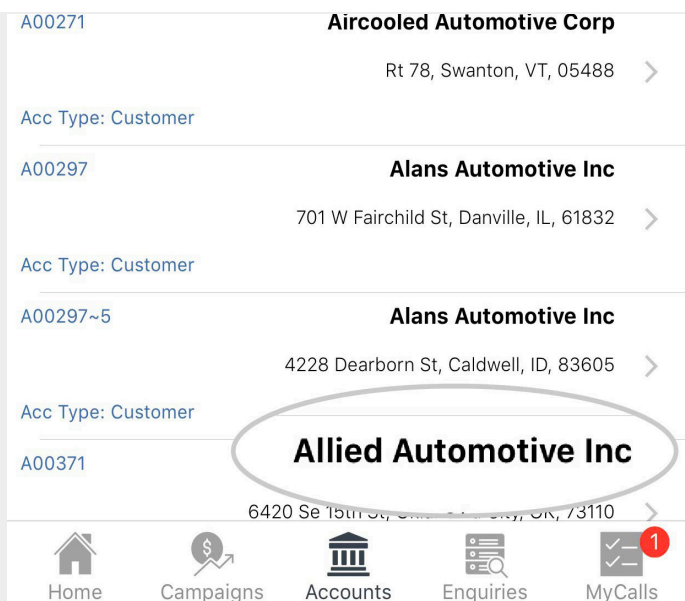 A00271
Aircooled Automotive Corp
Rt 78, Swanton, VT, 05488
Acc Type: Customer
A00297
Alans Automotive Inc
701 W Fairchild St, Danville, IL, 61832
Acc Type: Customer
A00297~5
Alans Automotive Inc
4228 Dearborn St, Caldwell, ID, 83605
Acc Type: Customer
Allied Automotive Inc
A00371
6420 Se 15th St, City, OK, 73110
$
1
Home Campaigns Accounts Enquiries MyCalls